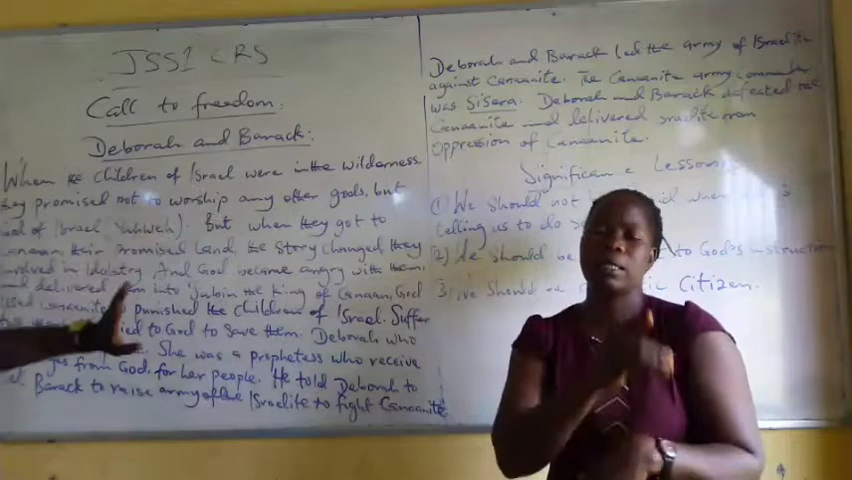 JSS1 CRS
Call to freedom:
Deborah and Barack:
When the children of Israel were in the wilderness
they promised not to worship any other gods, but
God of Israel (Yahweh). But when they got to
Canaan their Promised Land the story changed they
involved in Idolatry. And God became angry with them
and delivered them into Jabin the king of Canaan, God
used Canaanite punished the children of Israel. Suffer
to God to save them. Deborah who
She was a prophetess who receive
from God for her people. He told Deborah to
Barack to raise army of the Israelite to fight Canaanite
Deborah and Barack led the army of Israelite
against Canaanite. The Canaanite army commander
was Sisera. Deborah and Barack defeated the
Canaanite and delivered Israelite from
Oppression of Canaanite.
Significance Lessons
(1) We should not when
telling us to do
(2) We should be to God's instruction
3) We should be Citizen.